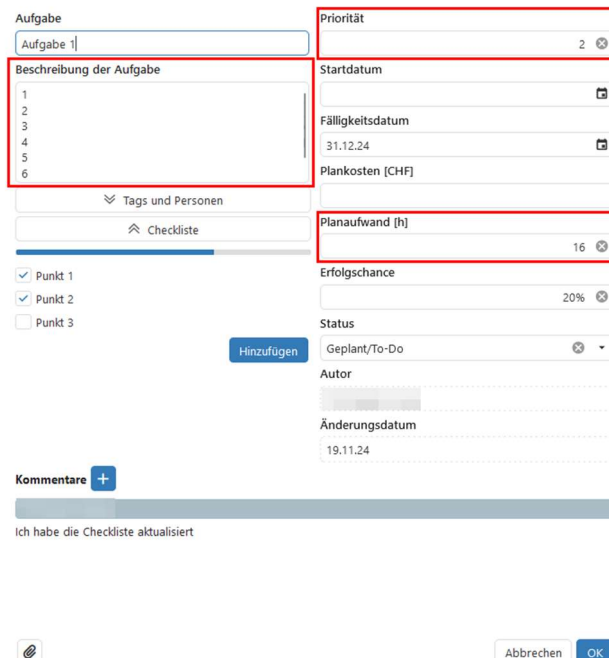 Aufgabe
Aufgabe 1
Beschreibung der Aufgabe
1
2
3
4
5
6
Tags und Personen
Checkliste
Punkt 1
Punkt 2
Punkt 3
Hinzufügen
Priorität
2
Startdatum
Fälligkeitsdatum
31.12.24
Plankosten [CHF]
Planaufwand [h]
16
Erfolgschance
20%
Status
Geplant/To-Do
Autor
Änderungsdatum
19.11.24
Kommentare +
Ich habe die Checkliste aktualisiert
Abbrechen OK